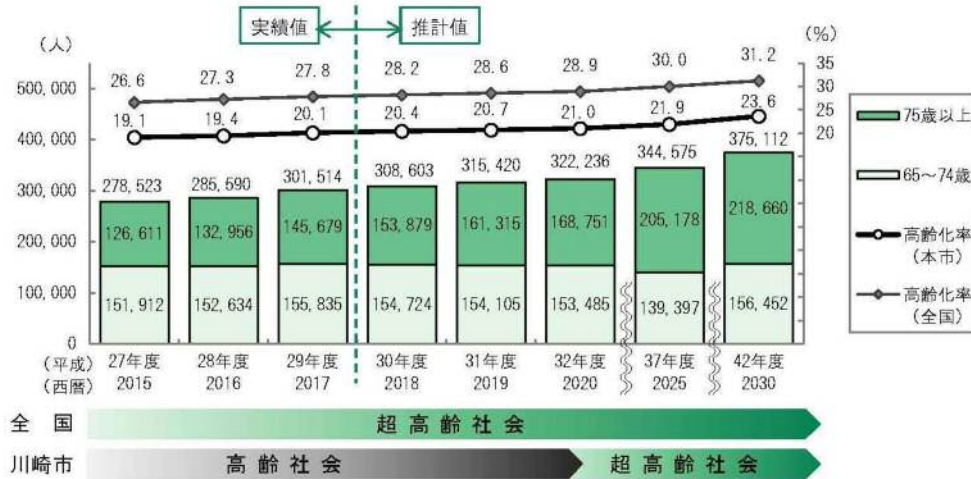 実績値 推計値
(人) (%)
500,000
400,000
300,000
200,000
100,000
0
35
30
25
20
26.6 27.3 27.8 28.2 28.6 28.9 30.0 31.2
19.1 19.4 20.1 20.4 20.7 21.0 21.9 23.6
278,523 285,590 301,514 308,603 315,420 322,236 344,575 375,112
126,611 132,956 145,679 153,879 161,315 168,751 205,178 218,660
151,912 152,634 155,835 154,724 154,105 153,485 139,397 156,452
(平成) 27年度 28年度 29年度 30年度 31年度 32年度 37年度 42年度
(西暦) 2015 2016 2017 2018 2019 2020 2025 2030
75歳以上
65~74歳
高齢化率
(本市)
高齢化率
(全国)
全国 超高齢社会
川崎市 高齢社会 超高齢社会